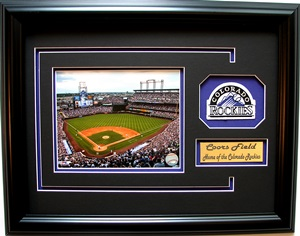 COLORADO
ROCKIES
Coors Field
Home of the Colorado Rockies